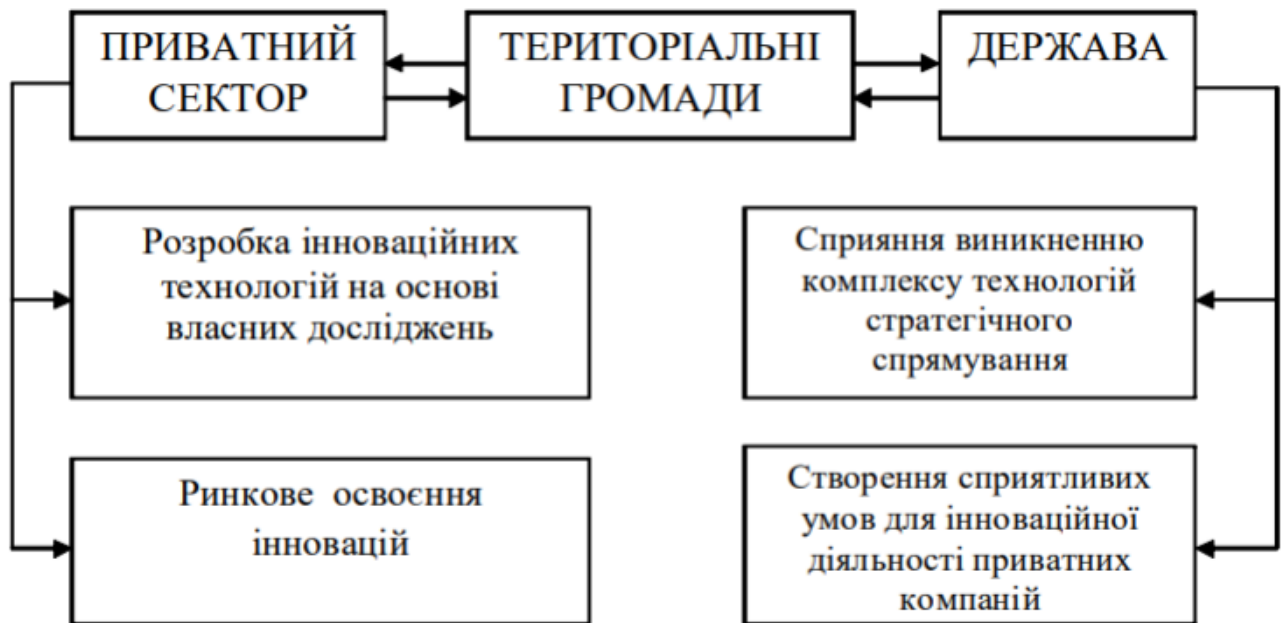 ПРИВАТНИЙ
СЕКТОР
ТЕРИТОРІАЛЬНІ
ГРОМАДИ
ДЕРЖАВА
Розробка інноваційних
технологій на основі
власних досліджень
Сприяння виникненню
комплексу технологій
стратегічного
спрямування
Ринкове освоєння
інновацій
Створення сприятливих
умов для інноваційної
діяльності приватних
компаній